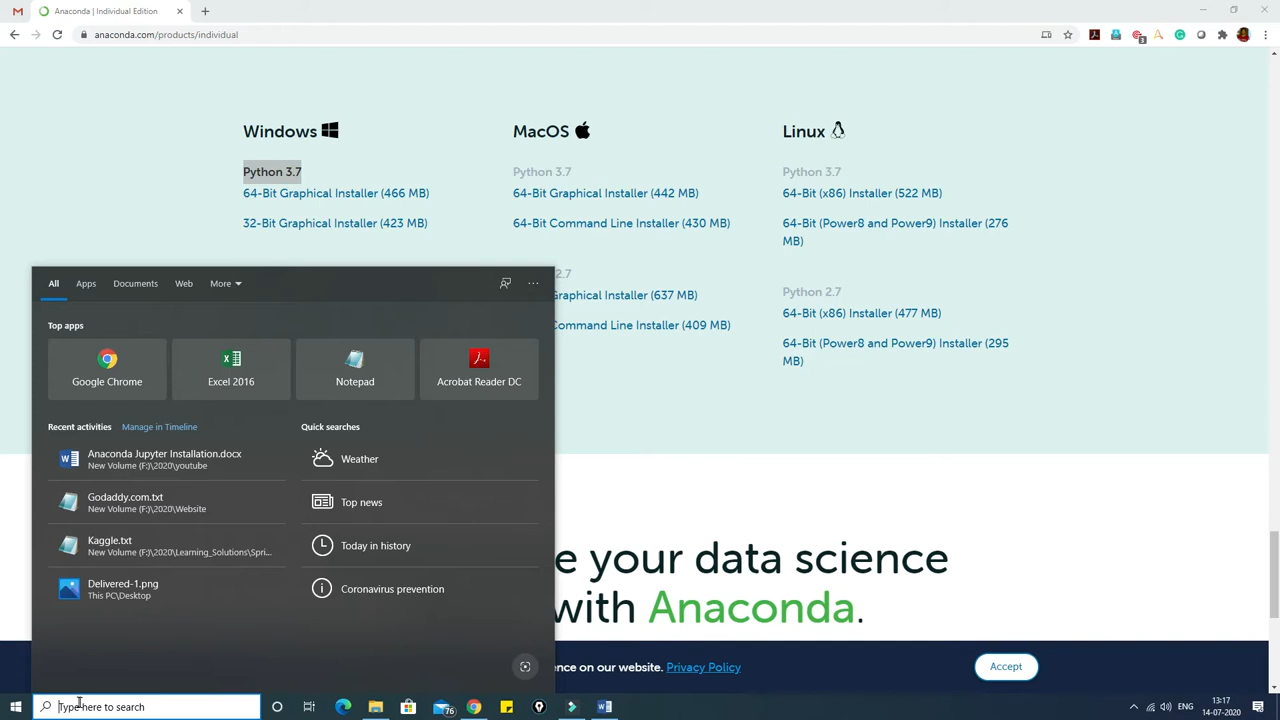 Anaconda | Individual Edition
anaconda.com/products/individual
3
Windows
MacOS
Linux
Python 3.7
Python 3.7
Python 3.7
64-Bit Graphical Installer (466 MB)
64-Bit Graphical Installer (442 MB)
64-Bit (x86) Installer (522 MB)
32-Bit Graphical Installer (423 MB)
64-Bit Command Line Installer (430 MB)
64-Bit (Power8 and Power9) Installer (276
MB)
2.7
Graphical Installer (637 MB)
Command Line Installer (409 MB)
Python 2.7
64-Bit (x86) Installer (477 MB)
64-Bit (Power8 and Power9) Installer (295
MB)
All Apps Documents Web More
Top apps
Google Chrome
Excel 2016
Notepad
Acrobat Reader DC
Recent activities Manage in Timeline
Anaconda Jupyter Installation.docx
New Volume (F:)\2020\youtube
Godaddy.com.txt
New Volume (F:)\2020\Website
Kaggle.txt
New Volume (F:)\2020\Learning_Solutions\Spri...
Delivered-1.png
This PC\Desktop
Quick searches
Weather
Top news
Today in history
Coronavirus prevention
e your data science
with Anaconda.
ence on our website. Privacy Policy
Accept
Type here to search
76
ENG
13:17
14-07-2020